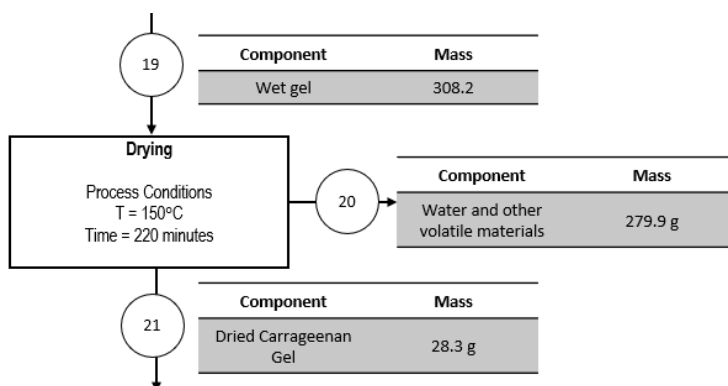 19
Component Mass
Wet gel 308.2
Drying
Process Conditions
T = 150°C
Time = 220 minutes
20
Component Mass
Water and other
volatile materials
279.9 g
21
Component Mass
Dried Carrageenan
Gel
28.3 g